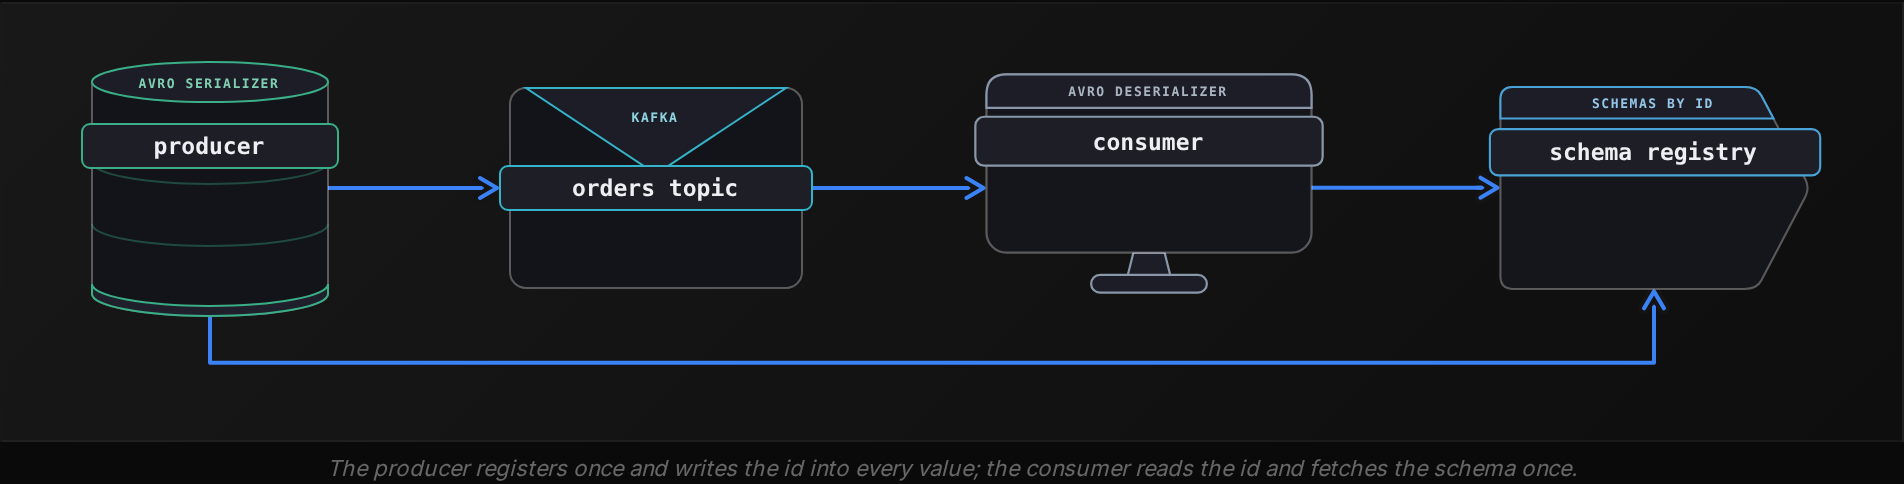 AVRO SERIALIZER
producer
KAFKA
orders topic
AVRO DESERIALIZER
consumer
SCHEMAS BY ID
schema registry
The producer registers once and writes the id into every value; the consumer reads the id and fetches the schema once.